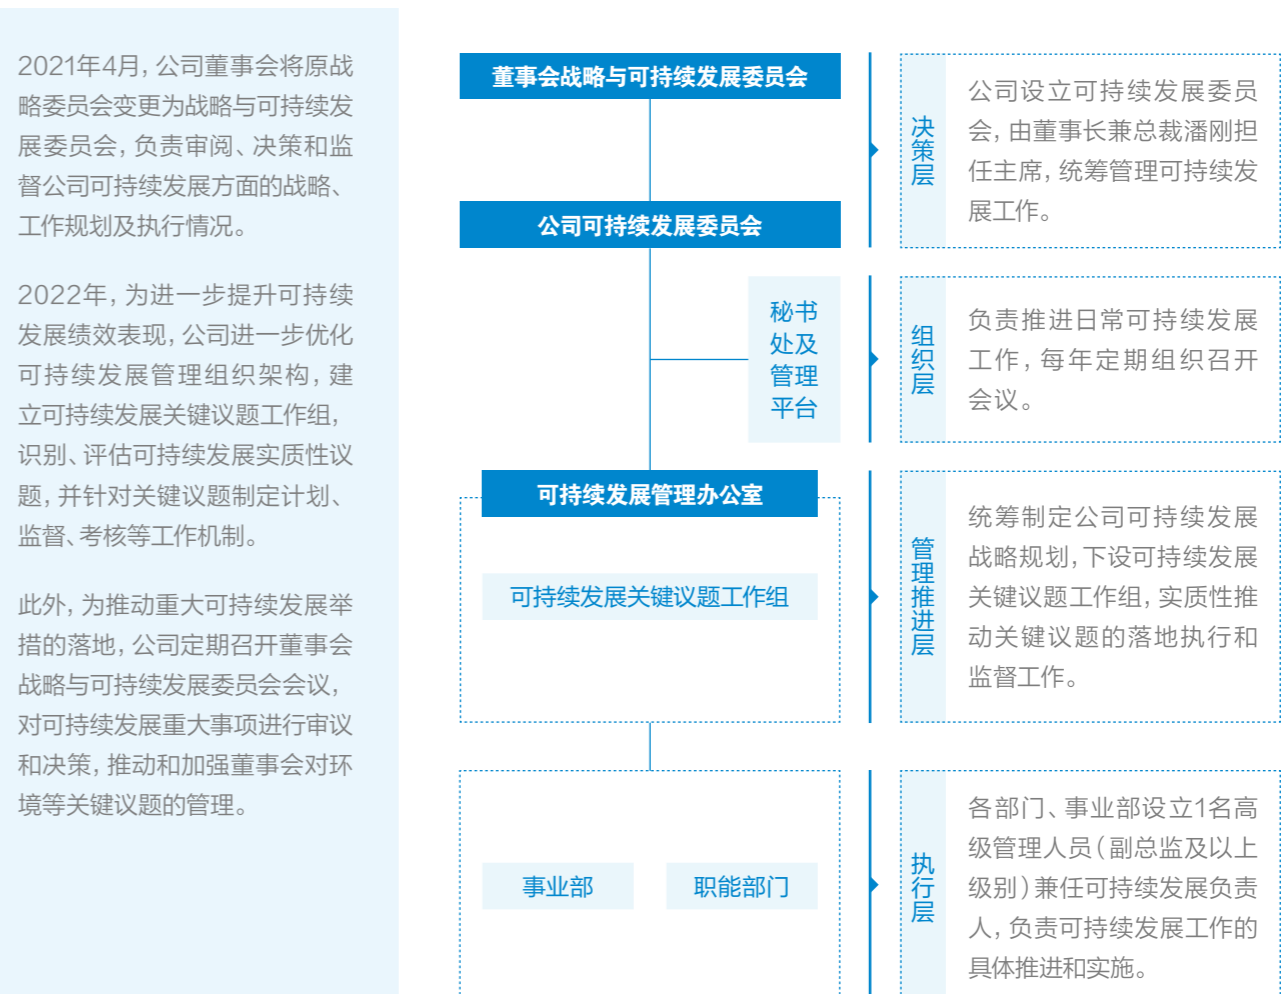 2021年4月，公司董事会将原战
略委员会变更为战略与可持续发
展委员会，负责审阅、决策和监
督公司可持续发展方面的战略、
工作规划及执行情况。
2022年，为进一步提升可持续
发展绩效表现，公司进一步优化
可持续发展管理组织架构，建
立可持续发展关键议题工作组，
识别、评估可持续发展实质性议
题，并针对关键议题制定计划、
监督、考核等工作机制。
此外，为推动重大可持续发展举
措的落地，公司定期召开董事会
战略与可持续发展委员会会议，
对可持续发展重大事项进行审议
和决策，推动和加强董事会对环
境等关键议题的管理。
董事会战略与可持续发展委员会
公司可持续发展委员会
秘书
处及
管理
平台
可持续发展管理办公室
可持续发展关键议题工作组
事业部
职能部门
决策层
公司设立可持续发展委员
会，由董事长兼总裁潘刚担
任主席，统筹管理可持续发
展工作。
组织层
负责推进日常可持续发展
工作，每年定期组织召开
会议。
管理推进层
统筹制定公司可持续发展
战略规划，下设可持续发展
关键议题工作组，实质性推
动关键议题的落地执行和
监督工作。
执行层
各部门、事业部设立1名高
级管理人员（副总监及以上
级别）兼任可持续发展负责
人，负责可持续发展工作的
具体推进和实施。